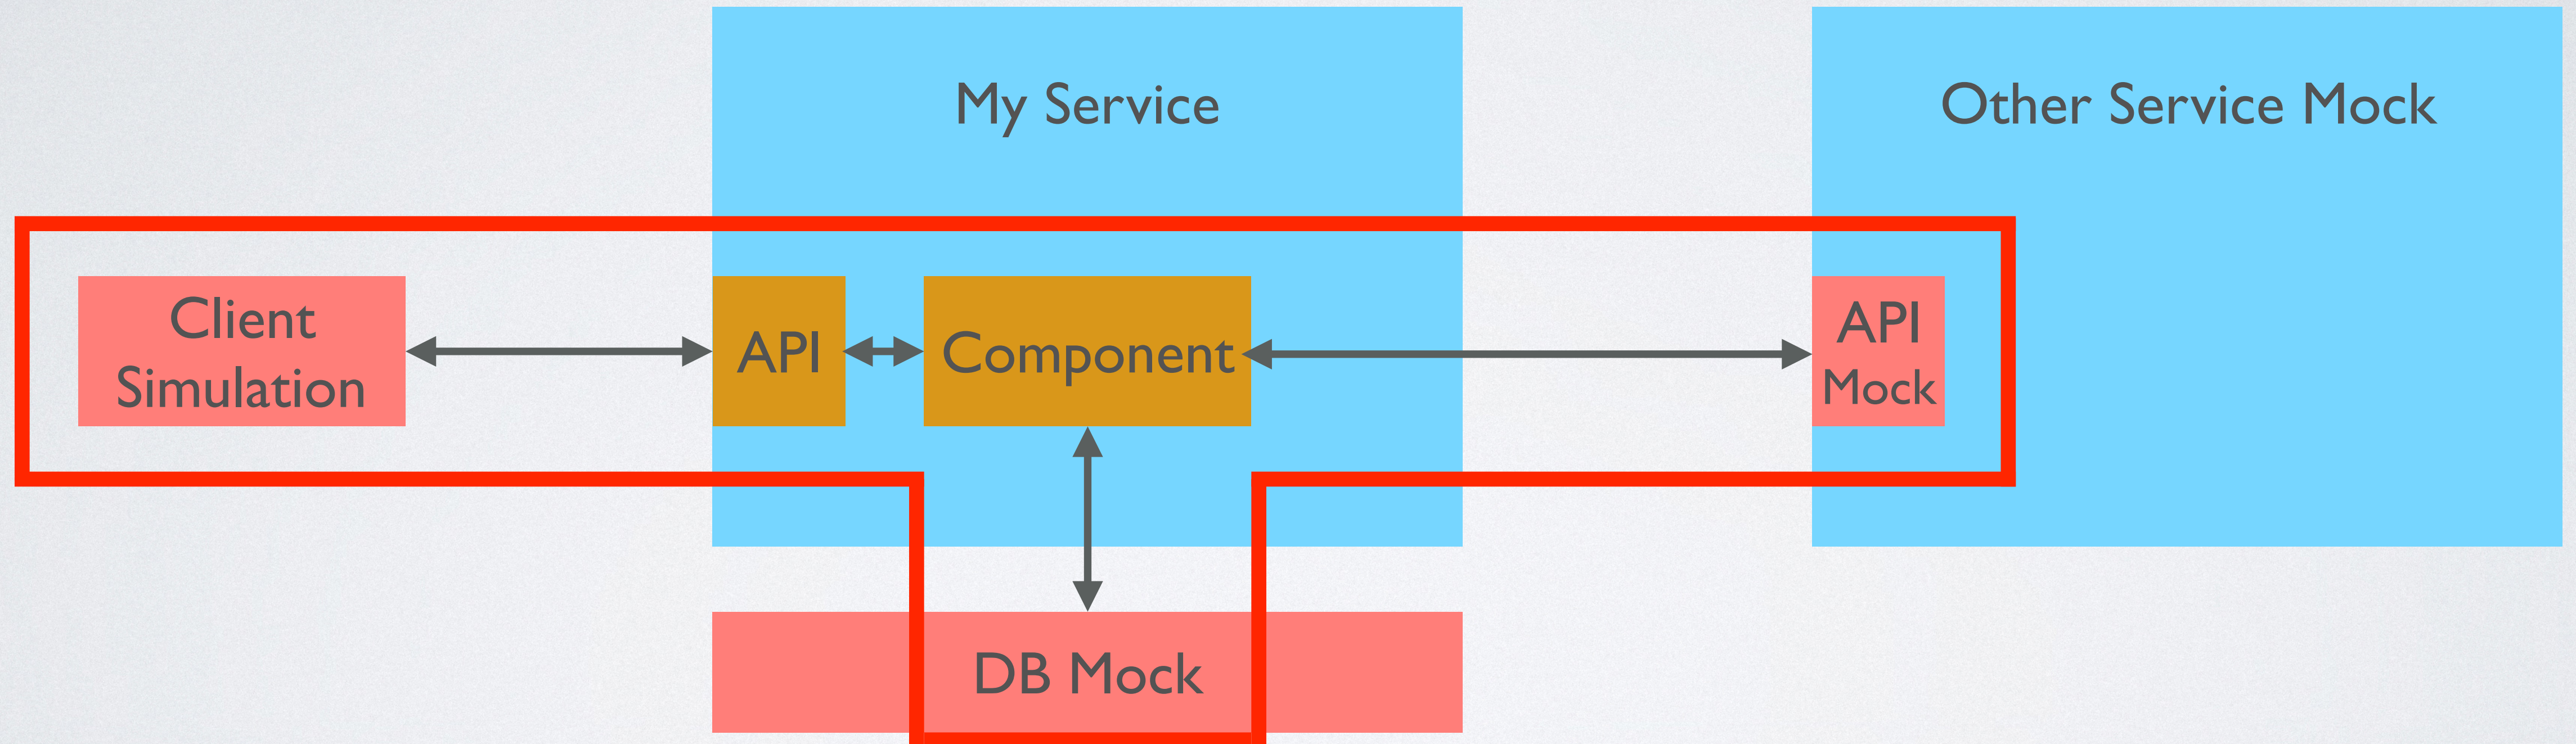 My Service
Other Service Mock
Client
Simulation
API
Component
API
Mock
DB Mock